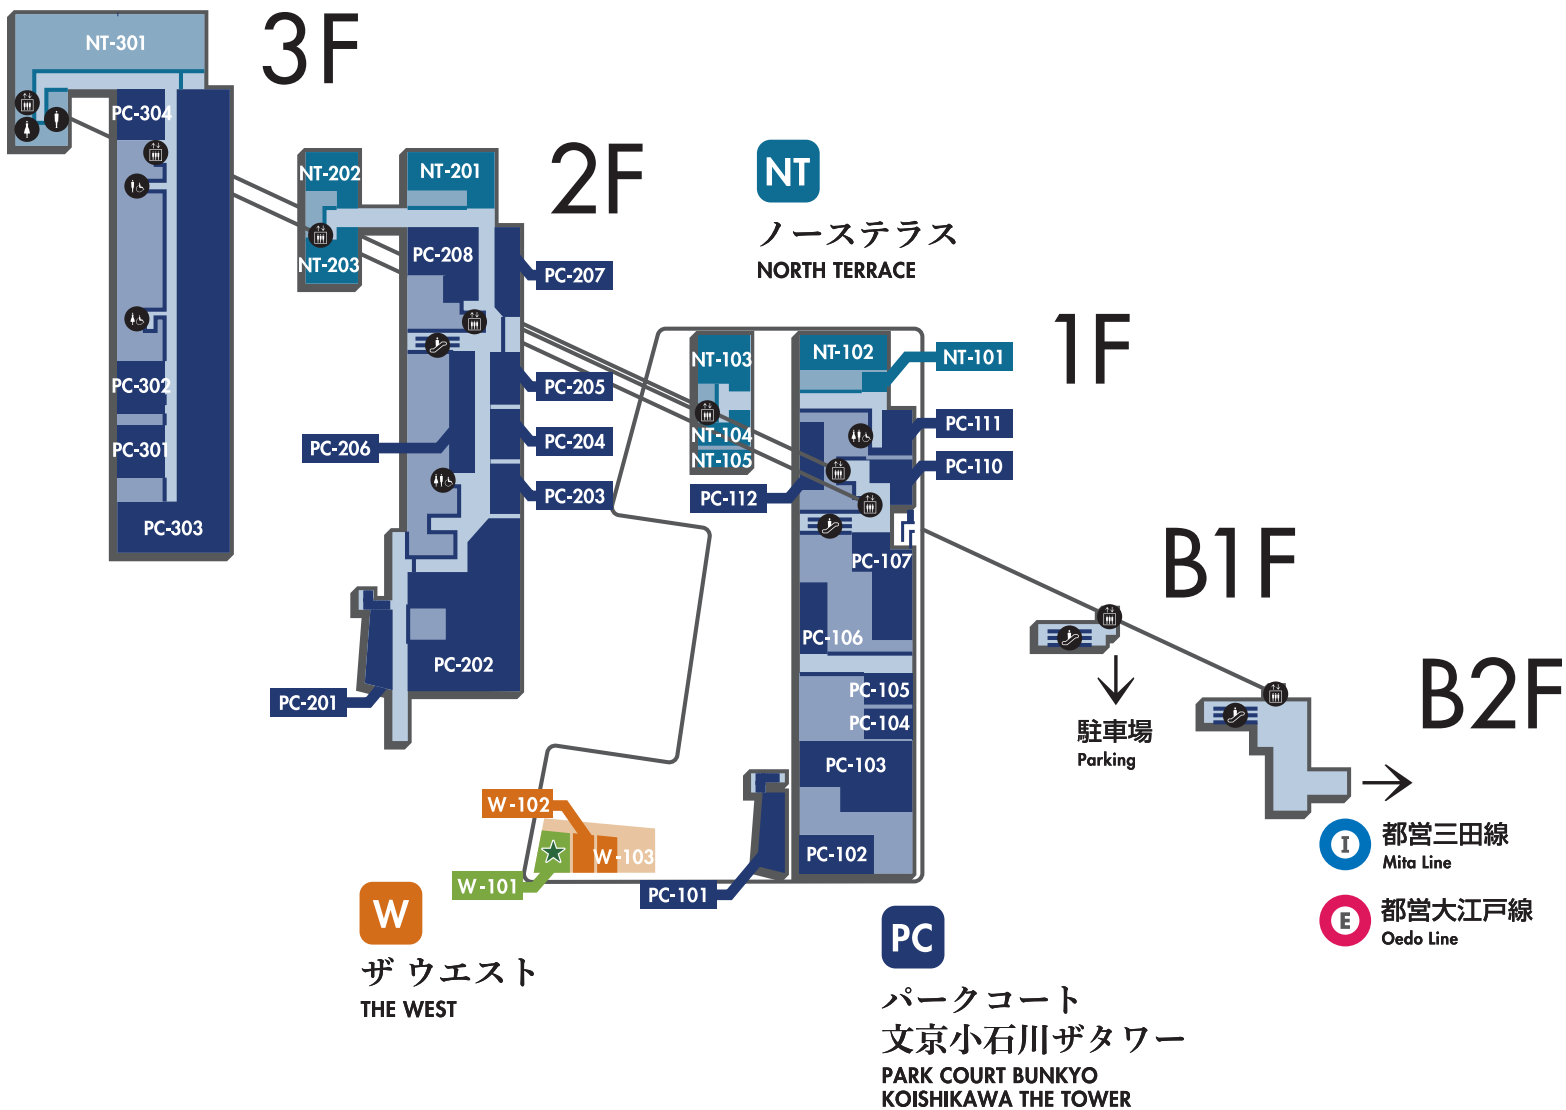 3F
NT-301
PC-304
PC-302
PC-301
PC-303
2F
NT-202
NT-201
NT-203
PC-208
PC-207
PC-205
PC-206
PC-204
PC-203
PC-202
PC-201
NT
ノーステラス
NORTH TERRACE
1F
NT-103
NT-102
NT-101
NT-104
NT-105
PC-111
PC-110
PC-112
PC-107
PC-106
PC-105
PC-104
PC-103
PC-102
PC-101
W-102
W-103
W-101
B1F
駐車場
Parking
B2F
I
都営三田線
Mita Line
E
都営大江戸線
Oedo Line
W
ザ ウエスト
THE WEST
PC
パークコート
文京小石川ザタワー
PARK COURT BUNKYO
KOISHIKAWA THE TOWER